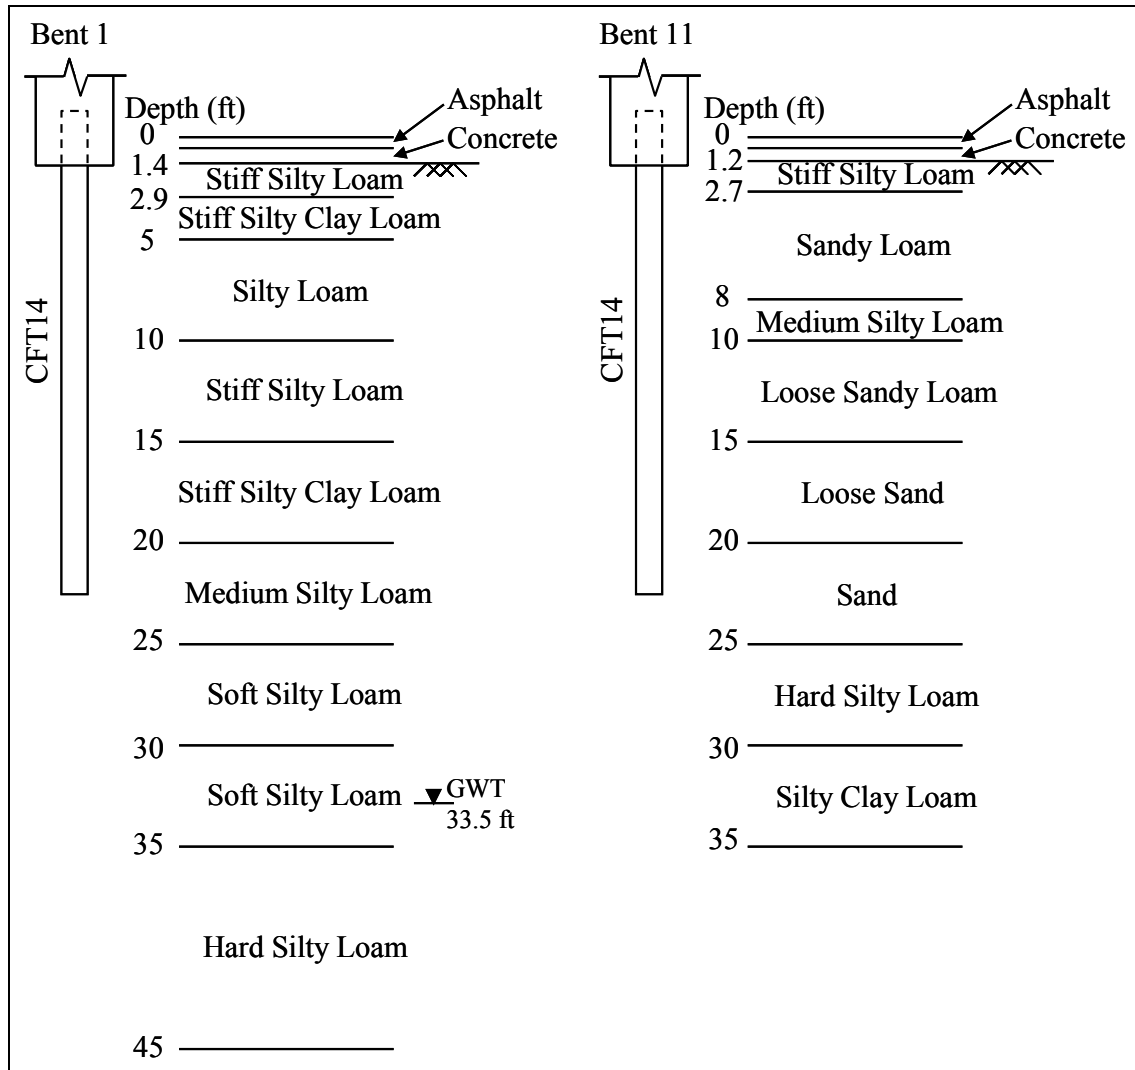 Bent 1
Depth (ft)
Asphalt
0
Concrete
1.4
Stiff Silty Loam
2.9
Stiff Silty Clay Loam
5
Silty Loam
CFT14
10
Stiff Silty Loam
15
Stiff Silty Clay Loam
20
Medium Silty Loam
25
Soft Silty Loam
30
Soft Silty Loam
GWT
33.5 ft
35
Hard Silty Loam
45
Bent 11
Depth (ft)
Asphalt
0
Concrete
1.2
Stiff Silty Loam
2.7
Sandy Loam
8
Medium Silty Loam
CFT14
10
Loose Sandy Loam
15
Loose Sand
20
Sand
25
Hard Silty Loam
30
Silty Clay Loam
35